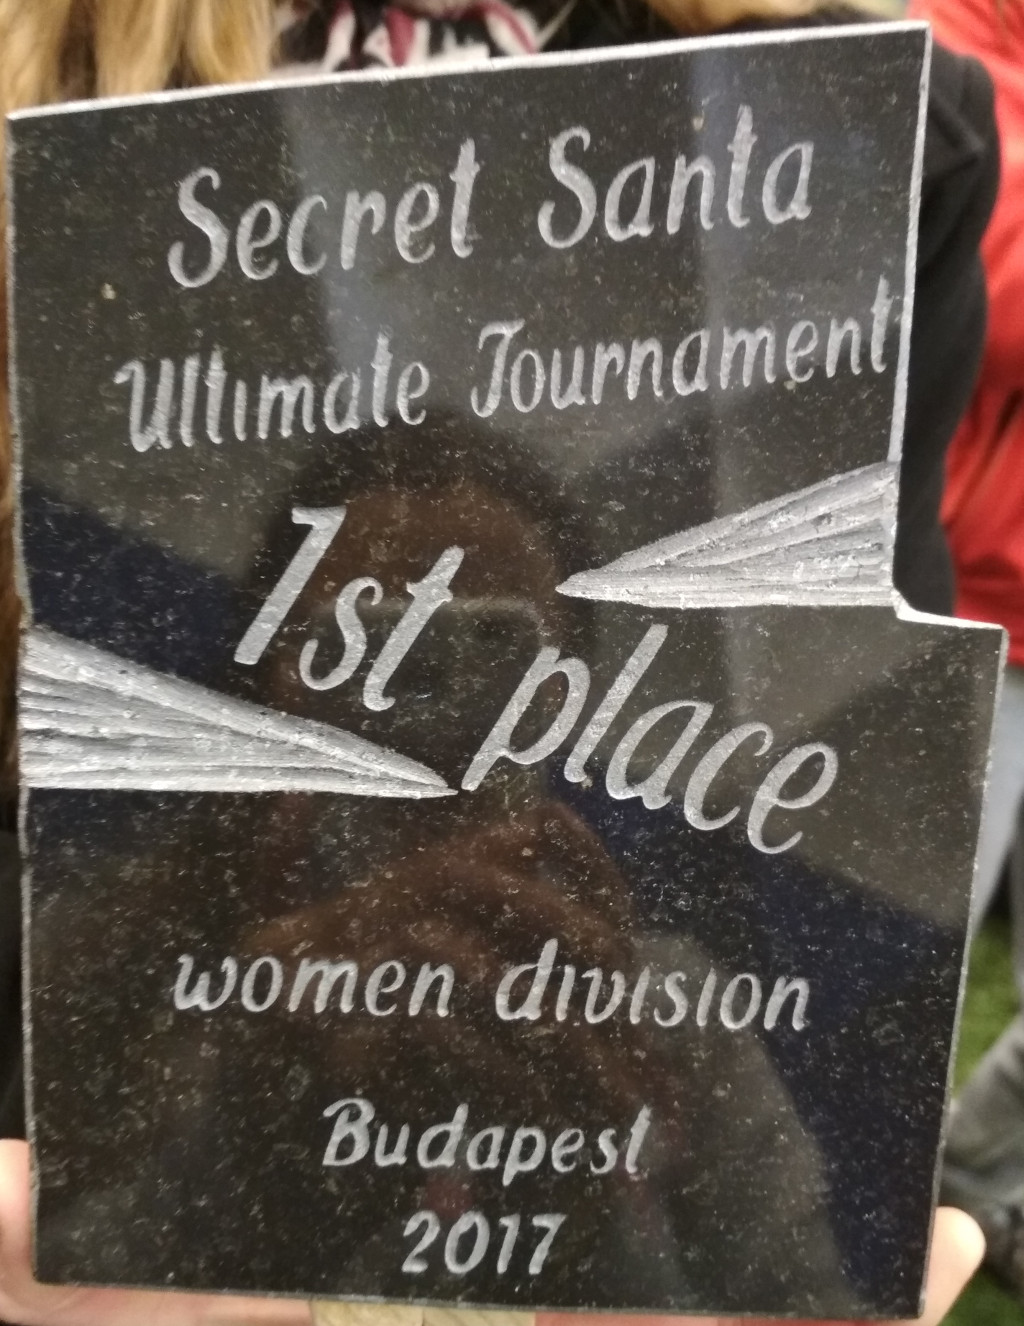 Secret Santa
Ultimate Tournament
1st place
women division
Budapest
2017